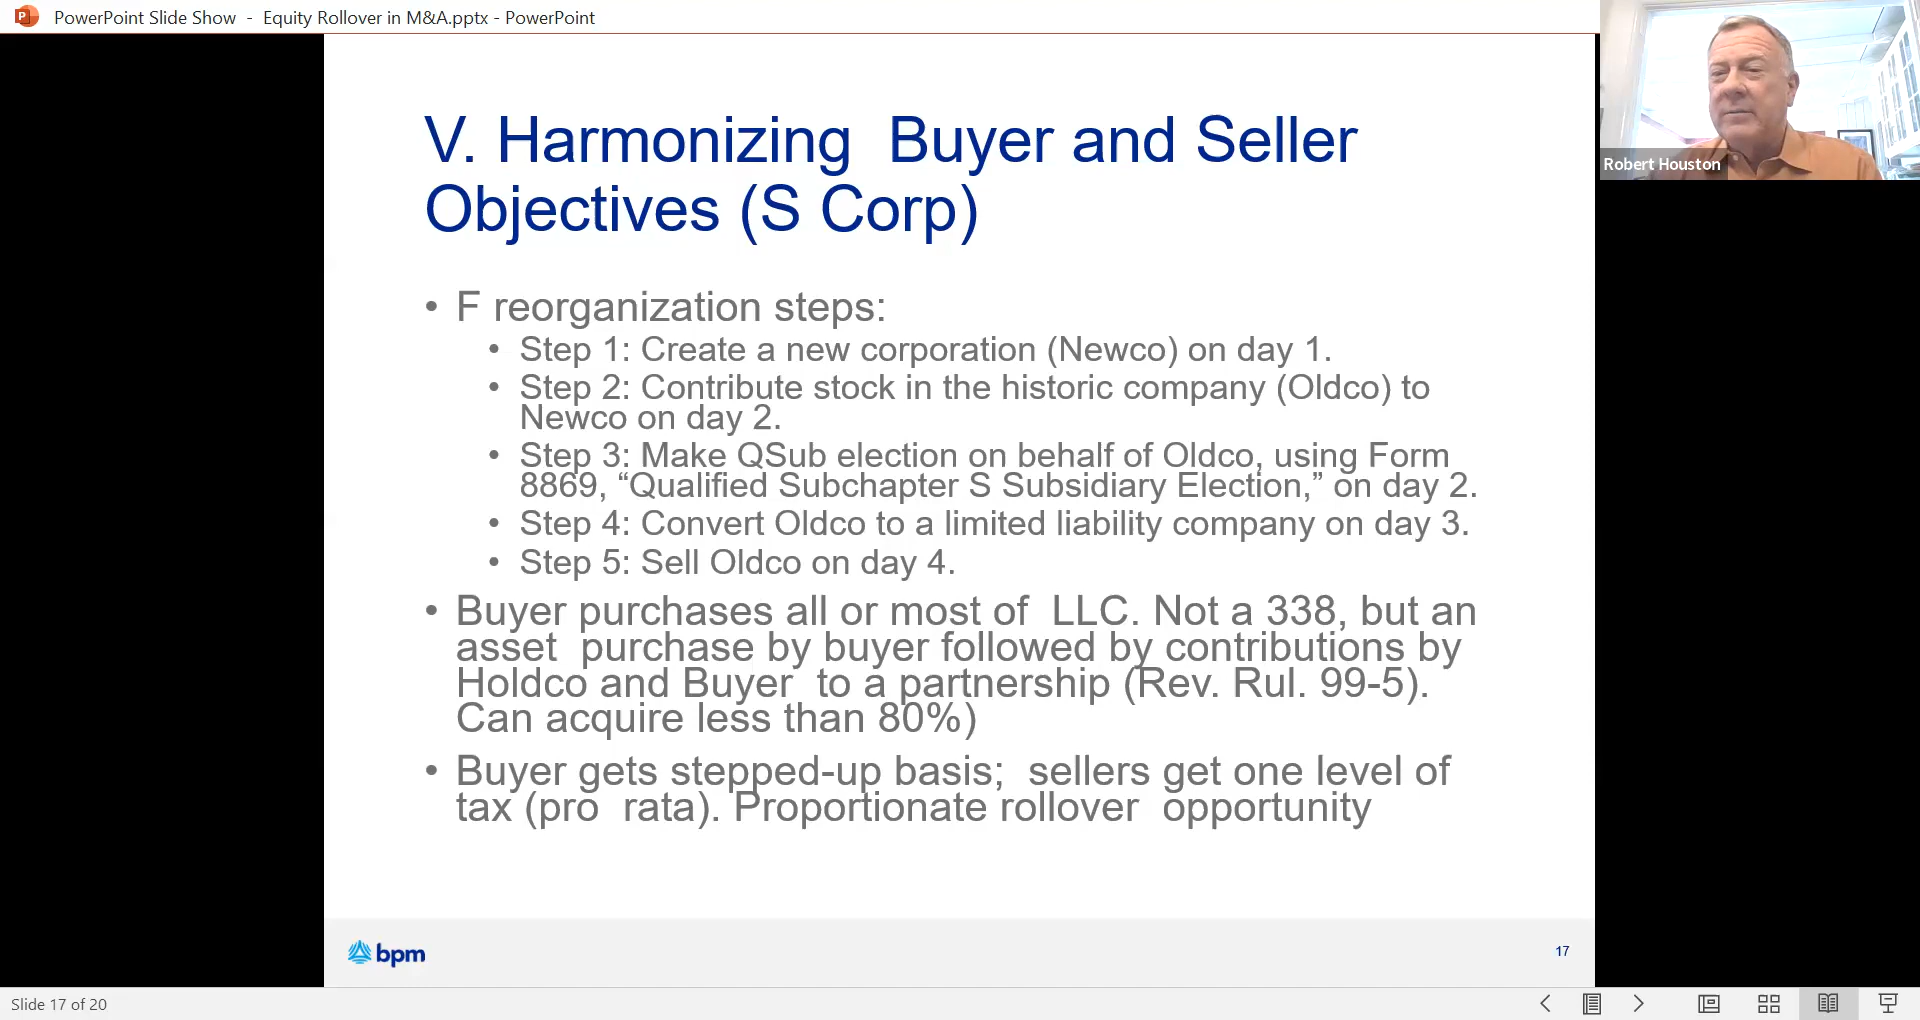 PowerPoint Slide Show - Equity Rollover in M&A.pptx - PowerPoint
Robert Houston
V. Harmonizing Buyer and Seller
Objectives (S Corp)
• F reorganization steps:
• Step 1: Create a new corporation (Newco) on day 1.
• Step 2: Contribute stock in the historic company (Oldco) to
Newco on day 2.
• Step 3: Make QSub election on behalf of Oldco, using Form
8869, “Qualified Subchapter S Subsidiary Election,” on day 2.
• Step 4: Convert Oldco to a limited liability company on day 3.
• Step 5: Sell Oldco on day 4.
• Buyer purchases all or most of LLC. Not a 338, but an
asset purchase by buyer followed by contributions by
Holdco and Buyer to a partnership (Rev. Rul. 99-5).
Can acquire less than 80%)
• Buyer gets stepped-up basis; sellers get one level of
tax (pro rata). Proportionate rollover opportunity
bpm
17
Slide 17 of 20